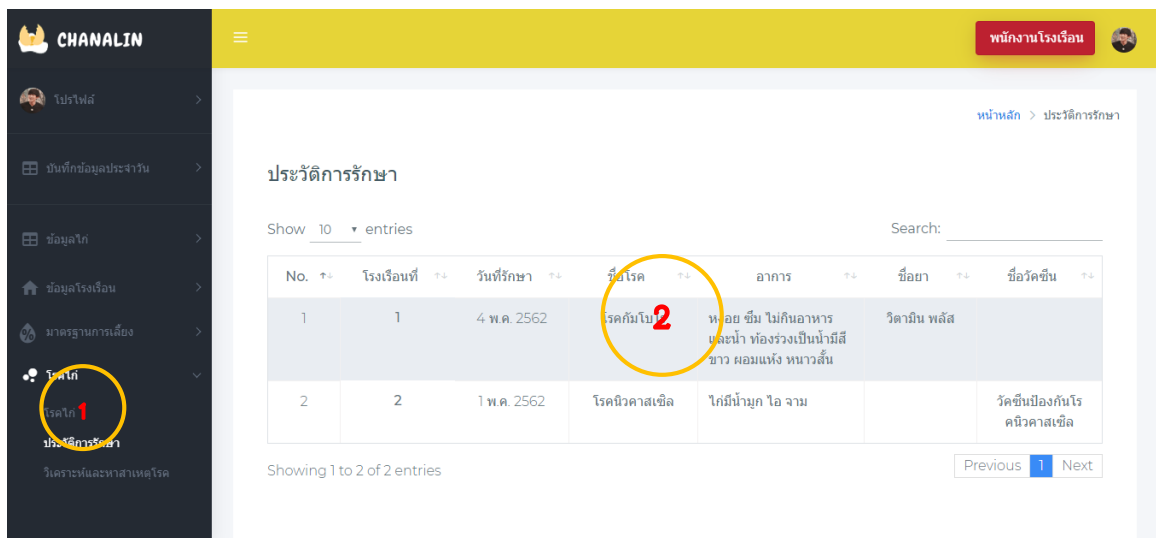 CHANALIN
พนักงานโรงเรือน
โปรไฟล์
หน้าหลัก > ประวัติการรักษา
บันทึกข้อมูลประจำวัน
ประวัติการรักษา
Show 10 entries
Search:
ข้อมูลไก่
No. โรงเรือนที่ วันที่รักษา ชื่อโรค อาการ ชื่อยา ชื่อวัคซีน
ข้อมูลโรงเรือน
มาตรฐานการเลี้ยง
1 1 4 พ.ค. 2562 โรคกัมโบโร 2 หงอย ซึม ไม่กินอาหาร วิตามิน พลัส
และน้ำ ท้องร่วงเป็นน้ำมีสี
ขาว ผอมแห้ง หนาวสั่น
โรคไก่
โรคไก่ 1
ประวัติการรักษา
วิเคราะห์และหาสาเหตุโรค
2 2 1 พ.ค. 2562 โรคนิวคาสเซิล ไก่มีน้ำมูก ไอ จาม วัคซีนป้องกันโร
คนิวคาสเซิล
Showing 1 to 2 of 2 entries
Previous 1 Next